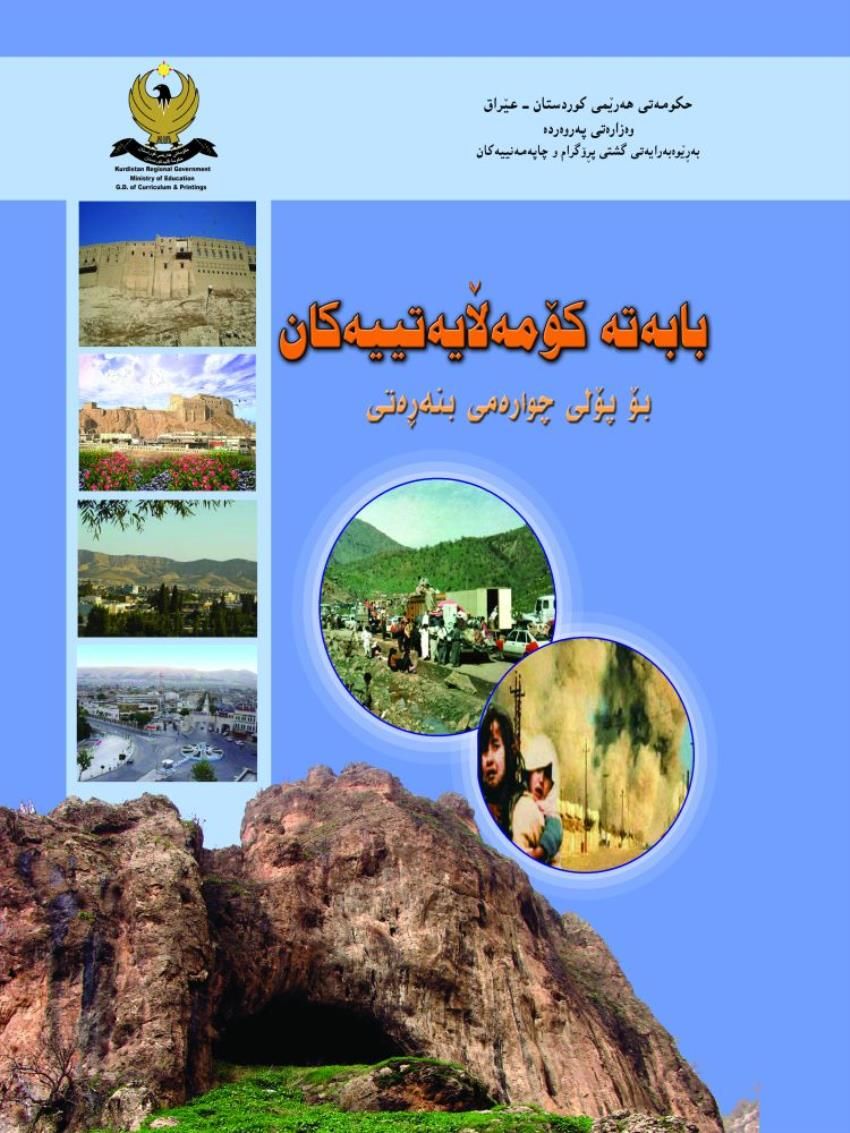 حکومەتی هەرێمی کوردستان - عێراق
وەزارەتی پەروەردە
بەڕێوەبەرایەتی گشتی پرۆگرام و چاپەمەنییەکان
Kurdistan Regional Government
Ministry of Education
G.D. of Curriculum & Printings
بابەتە کۆمەڵایەتییەکان
بۆ پۆلی چوارەمی بنەڕەتی